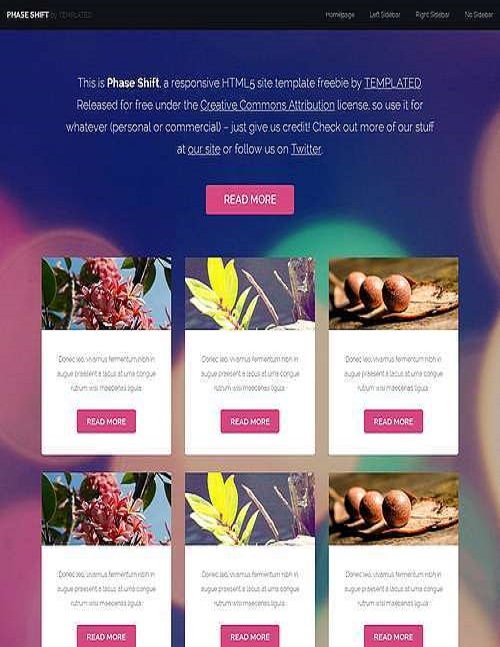 PHASE SHIFT by TEMPLATED
Homepage Left Sidebar Right Sidebar No Sidebar
This is Phase Shift, a responsive HTML5 site template freebie by TEMPLATED.
Released for free under the Creative Commons Attribution license, so use it for
whatever (personal or commercial) – just give us credit! Check out more of our stuff
at our site or follow us on Twitter.
READ MORE
Donec leo, vivamus fermentum nibh in
augue praesent a lacus at urna congue
rutrum wisi maecenas ligula.
READ MORE
Donec leo, vivamus fermentum nibh in
augue praesent a lacus at urna congue
rutrum wisi maecenas ligula.
READ MORE
Donec leo, vivamus fermentum nibh in
augue praesent a lacus at urna congue
rutrum wisi maecenas ligula.
READ MORE
Donec leo, vivamus fermentum nibh in
augue praesent a lacus at urna congue
rutrum wisi maecenas ligula.
READ MORE
Donec leo, vivamus fermentum nibh in
augue praesent a lacus at urna congue
rutrum wisi maecenas ligula.
READ MORE
Donec leo, vivamus fermentum nibh in
augue praesent a lacus at urna congue
rutrum wisi maecenas ligula.
READ MORE